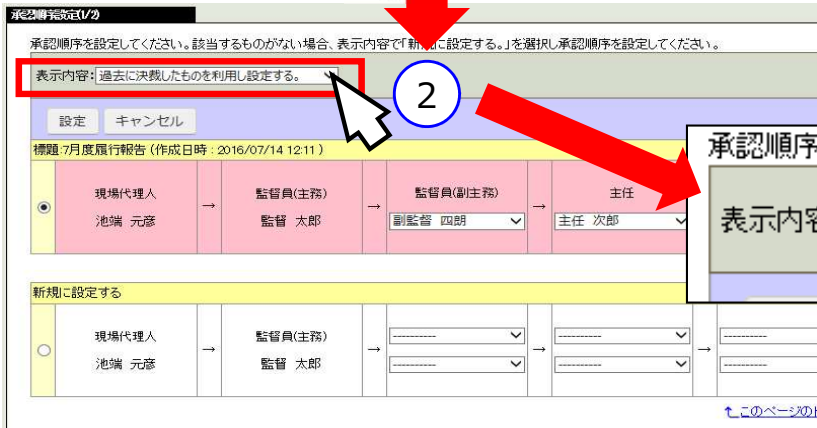 承認順序設定(1/2)
承認順序を設定してください。該当するものがない場合、表示内容で「新規に設定する。」を選択し承認順序を設定してください。
表示内容: 過去に決裁したものを利用し設定する。
2
設定 キャンセル
標題:7月度履行報告 (作成日時 : 2016/07/14 12:11 )
現場代理人 → 監督員(主務) → 監督員(副主務) → 主任
池端 元彦 監督 太郎 副監督 四朗 主任 次郎
承認順序
表示内容
新規に設定する
現場代理人 → 監督員(主務) → ---------- → ---------- → ----------
池端 元彦 監督 太郎 ---------- ---------- ----------
↑このページの